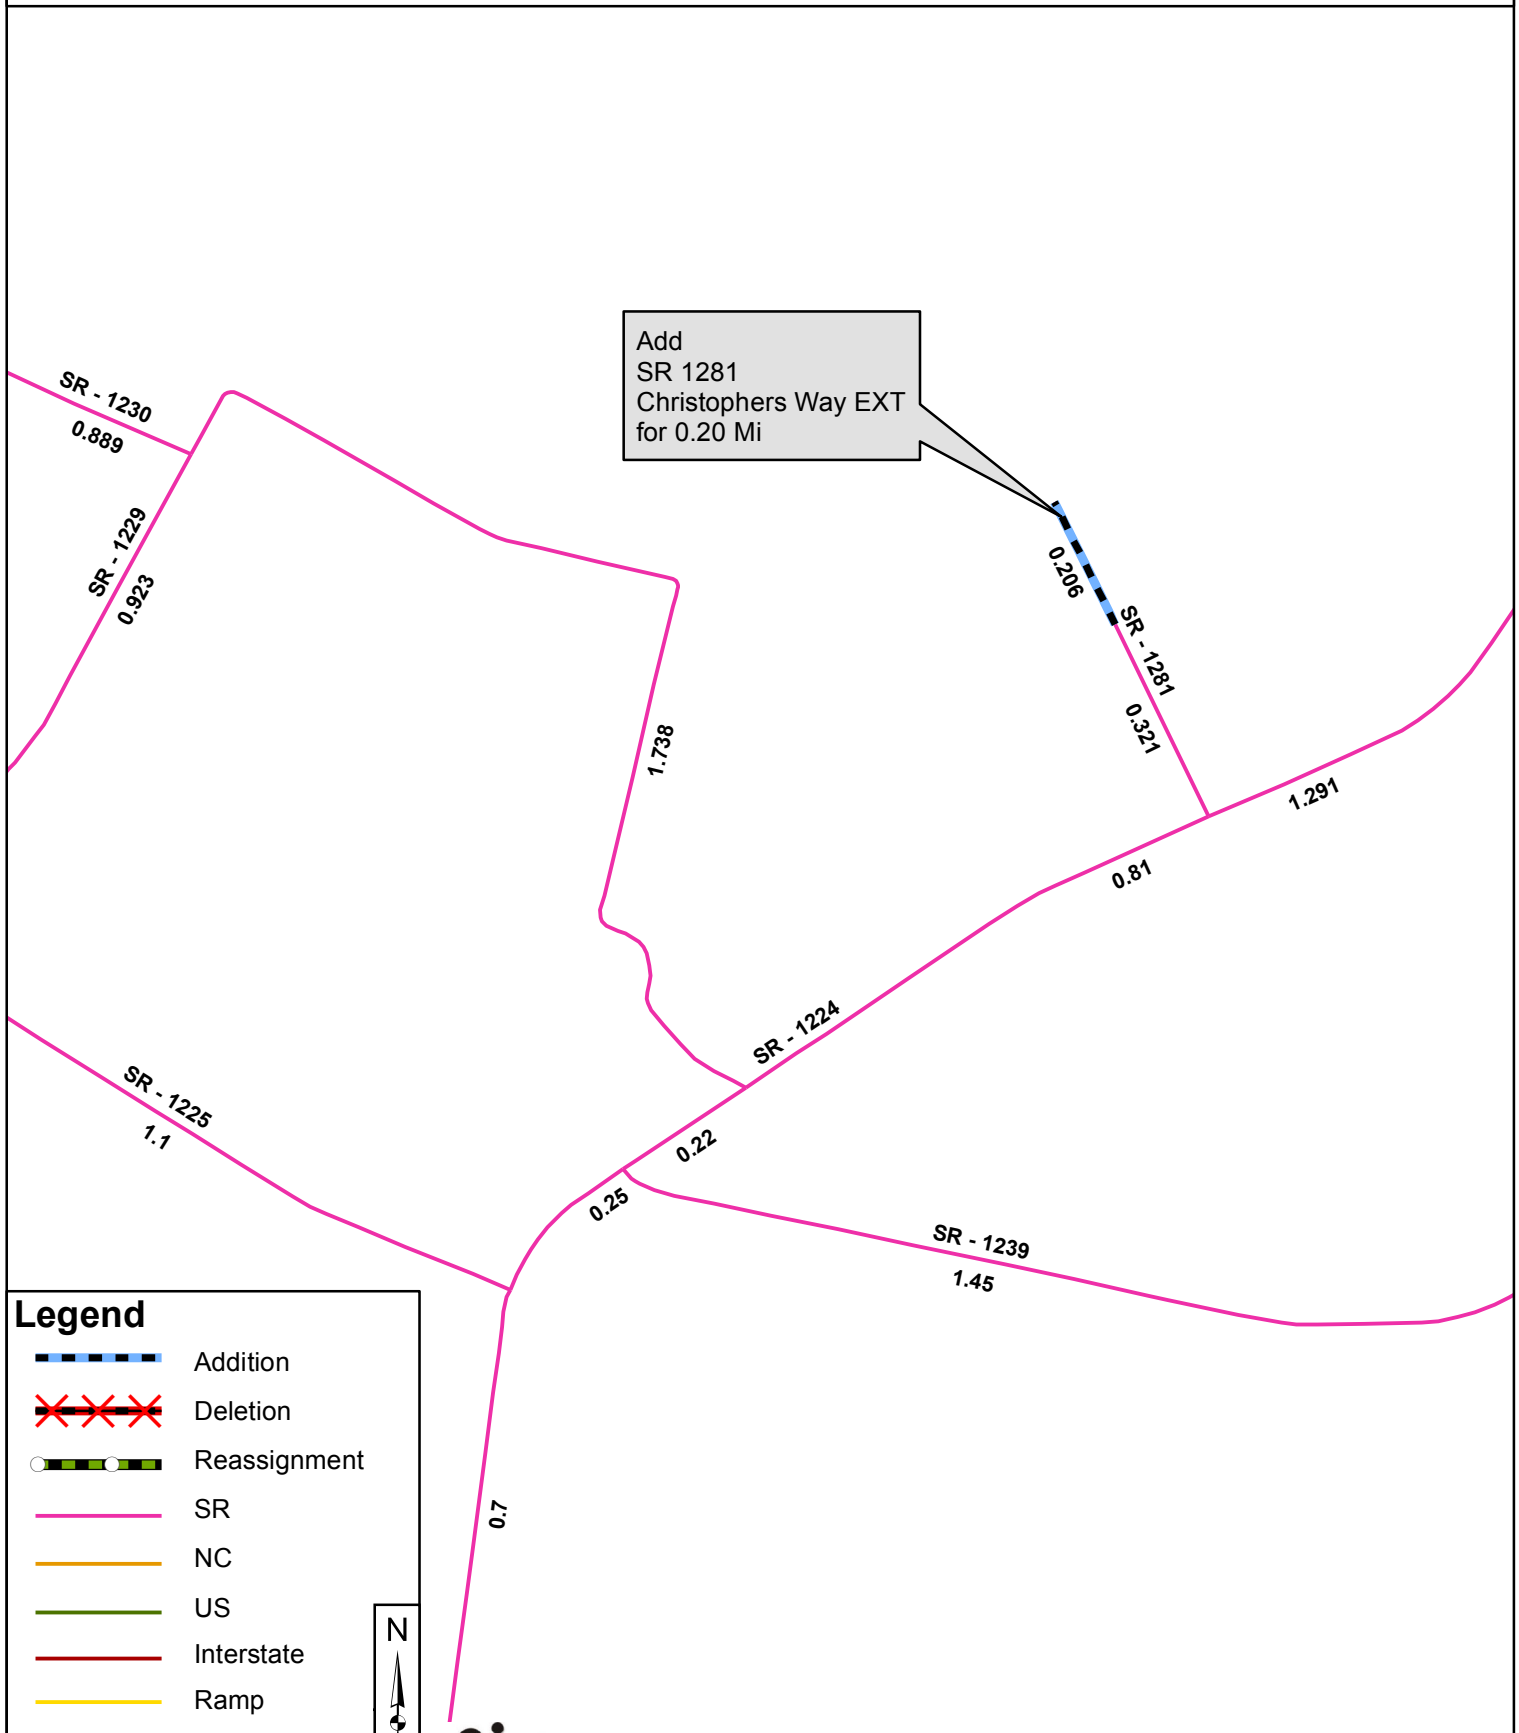 Add
SR 1281
Christophers Way EXT
for 0.20 Mi
SR - 1230
0.889
SR - 1229
0.923
0.206
SR - 1281
0.321
1.738
1.291
0.81
SR - 1224
SR - 1225
1.1
0.22
0.25
SR - 1239
1.45
0.7
Legend
Addition
Deletion
Reassignment
SR
NC
US
Interstate
Ramp
N